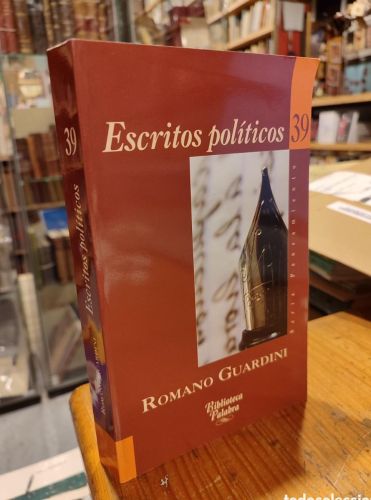 39
Escritos políticos
39
Escritos políticos
ROMANO GUARDINI
Biblioteca
Palabra